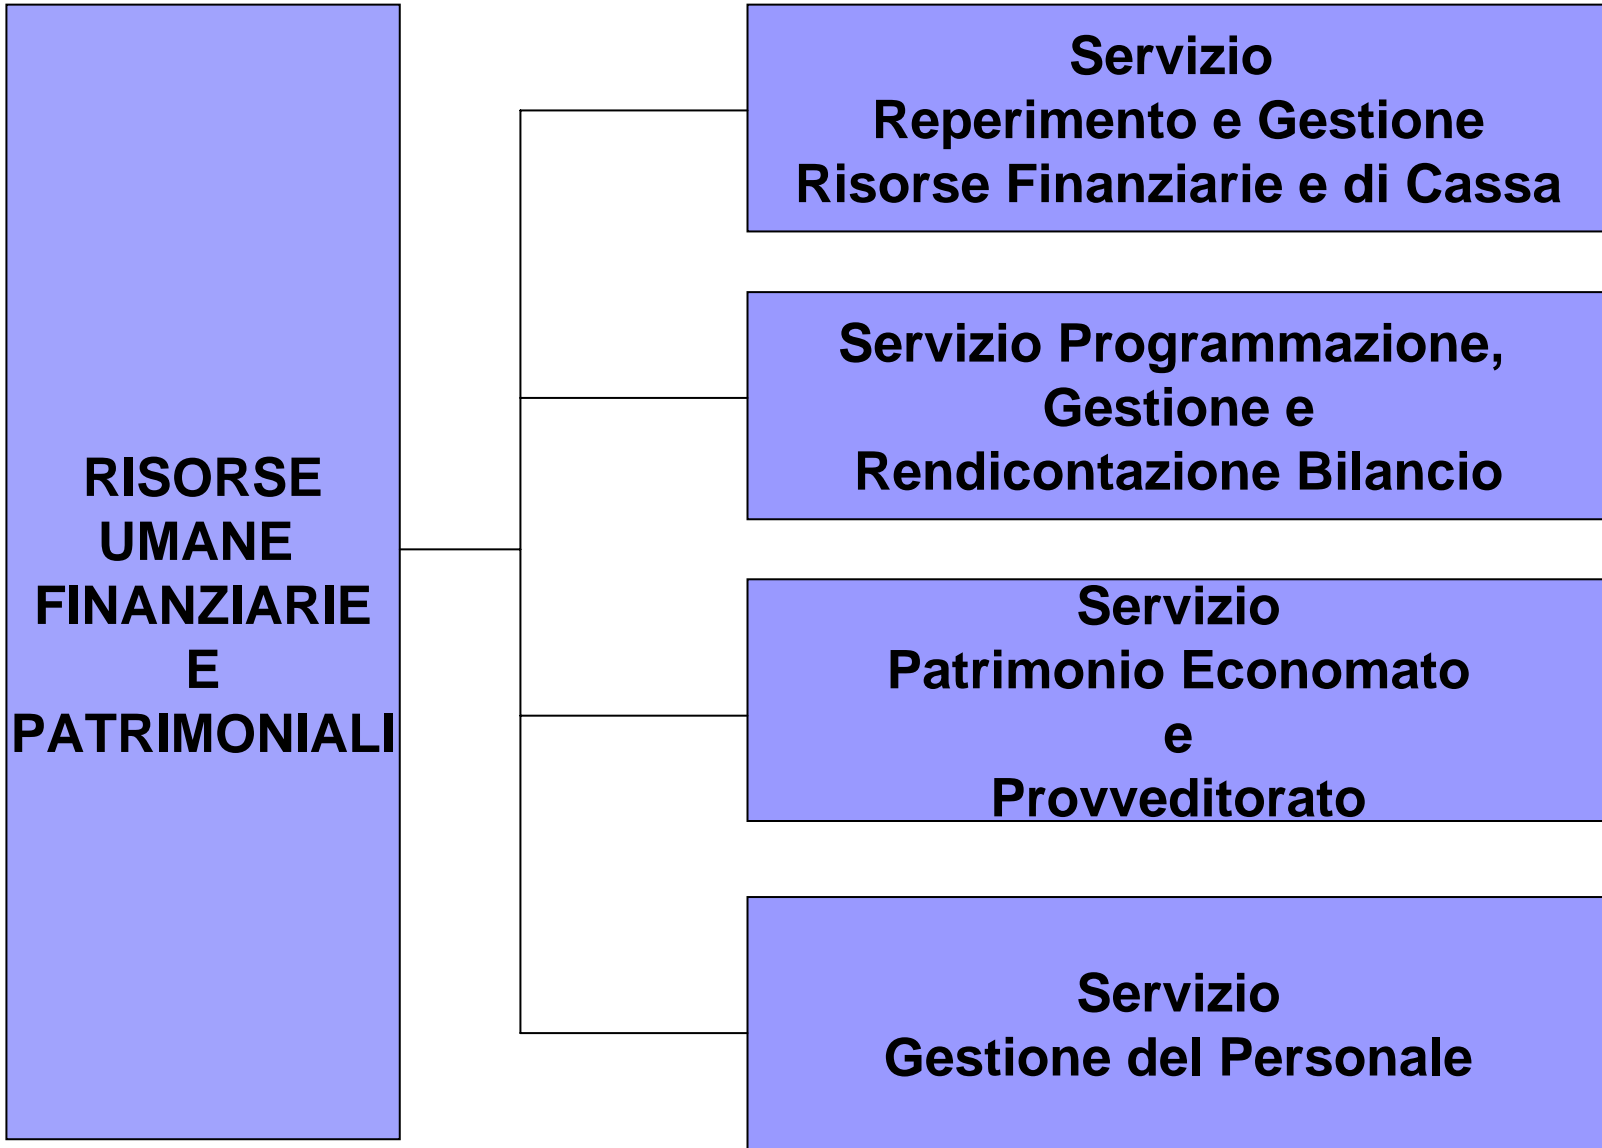 RISORSE
UMANE
FINANZIARIE
E
PATRIMONIALI
Servizio
Reperimento e Gestione
Risorse Finanziarie e di Cassa
Servizio Programmazione,
Gestione e
Rendicontazione Bilancio
Servizio
Patrimonio Economato
e
Provveditorato
Servizio
Gestione del Personale